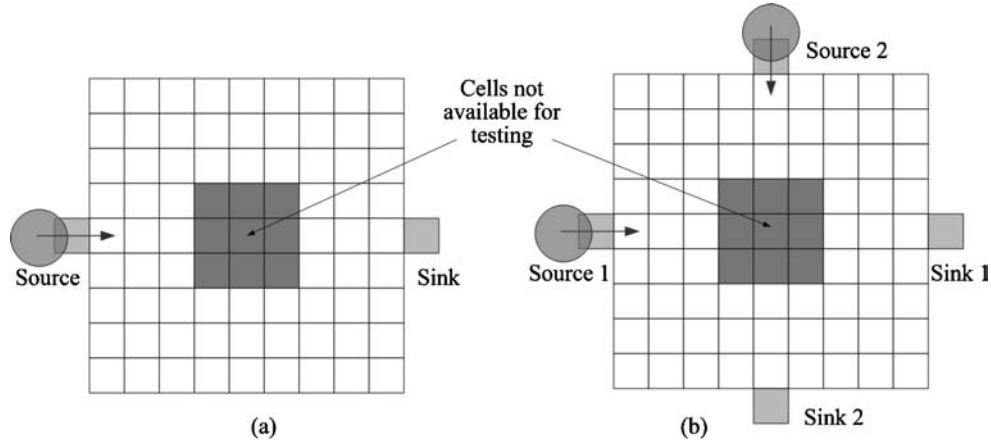 Source 2
Cells not
available for
testing
Source
Sink
Source 1
Sink 1
Sink 2
(a)
(b)